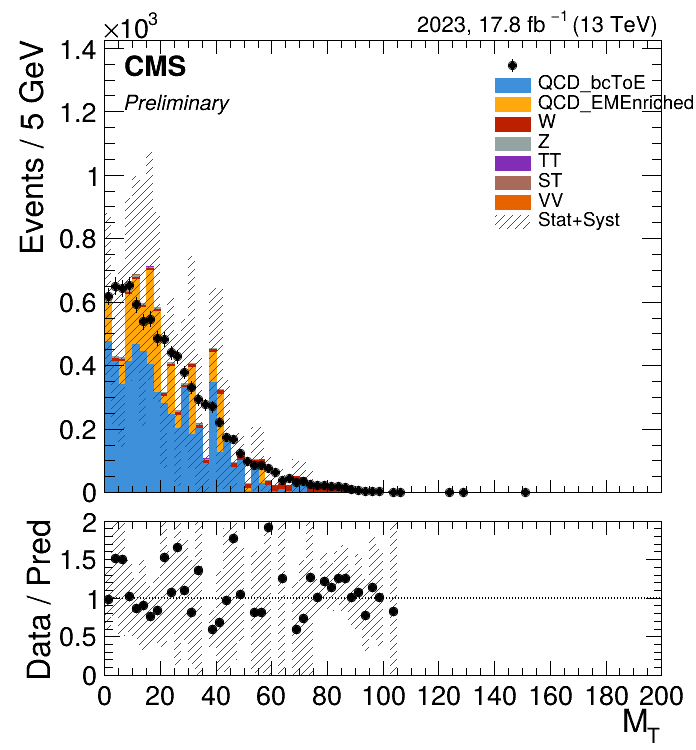 ×10³
2023, 17.8 fb⁻¹ (13 TeV)
Events / 5 GeV
1.4
1.2
1
0.8
0.6
0.4
0.2
0
CMS
Preliminary
QCD_bcToE
QCD_EMEnriched
W
Z
TT
ST
VV
Stat+Syst
Data / Pred
2
1.5
1
0.5
0
0 20 40 60 80 100 120 140 160 180 200
M_T